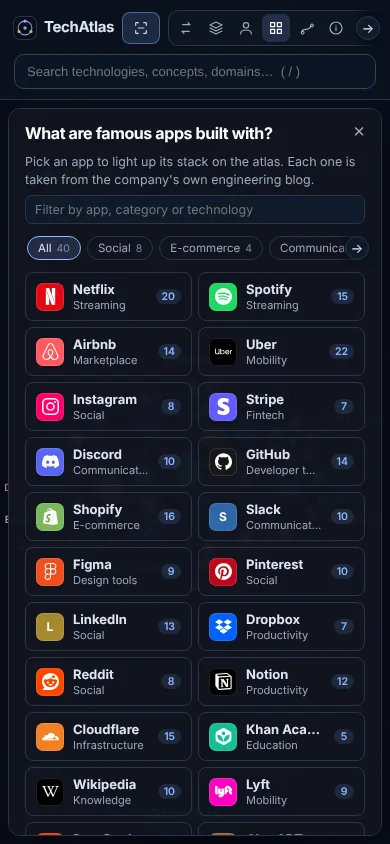 TechAtlas
Search technologies, concepts, domains... ( / )
What are famous apps built with?
Pick an app to light up its stack on the atlas. Each one is
taken from the company's own engineering blog.
Filter by app, category or technology
All 40 Social 8 E-commerce 4 Communica
Netflix
Streaming
20
Spotify
Streaming
15
Airbnb
Marketplace
14
Uber
Uber
Mobility
22
Instagram
Social
8
Stripe
Fintech
7
Discord
Communicat...
10
GitHub
Developer t...
14
Shopify
E-commerce
16
S
Slack
Communicat...
10
Figma
Design tools
9
Pinterest
Social
10
L
LinkedIn
Social
13
Dropbox
Productivity
7
Reddit
Social
8
Notion
Productivity
12
Cloudflare
Infrastructure
15
Khan Aca...
Education
5
W
Wikipedia
Knowledge
10
lyft
Lyft
Mobility
9